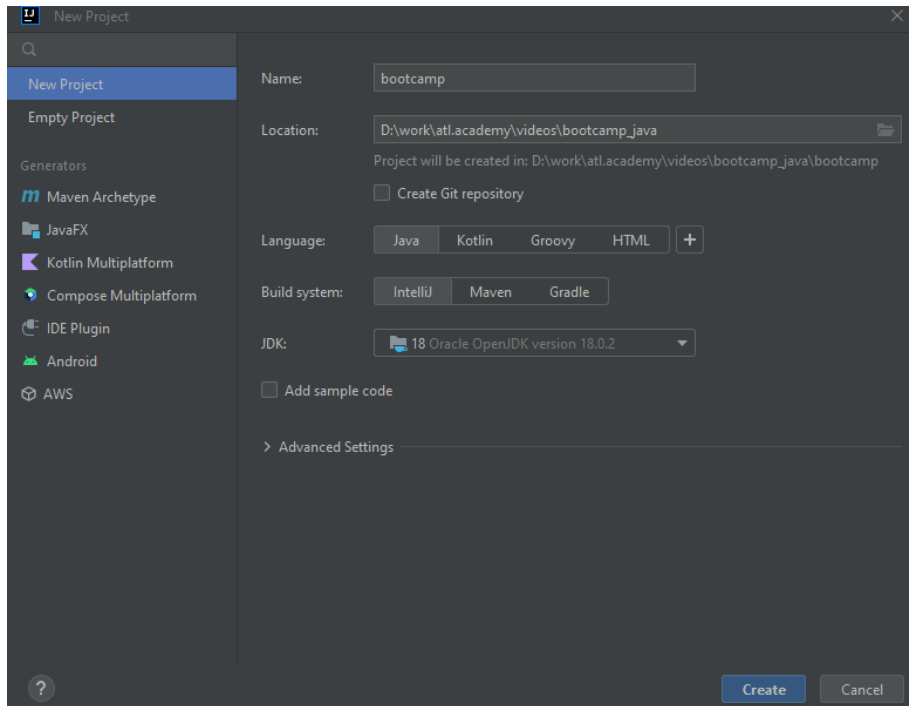 New Project
New Project
Empty Project
Generators
Maven Archetype
JavaFX
Kotlin Multiplatform
Compose Multiplatform
IDE Plugin
Android
AWS
Name: bootcamp
Location: D:\work\atl.academy\videos\bootcamp_java
Project will be created in: D:\work\atl.academy\videos\bootcamp_java\bootcamp
Create Git repository
Language: Java Kotlin Groovy HTML +
Build system: IntelliJ Maven Gradle
JDK: 18 Oracle OpenJDK version 18.0.2
Add sample code
Advanced Settings
? Create Cancel